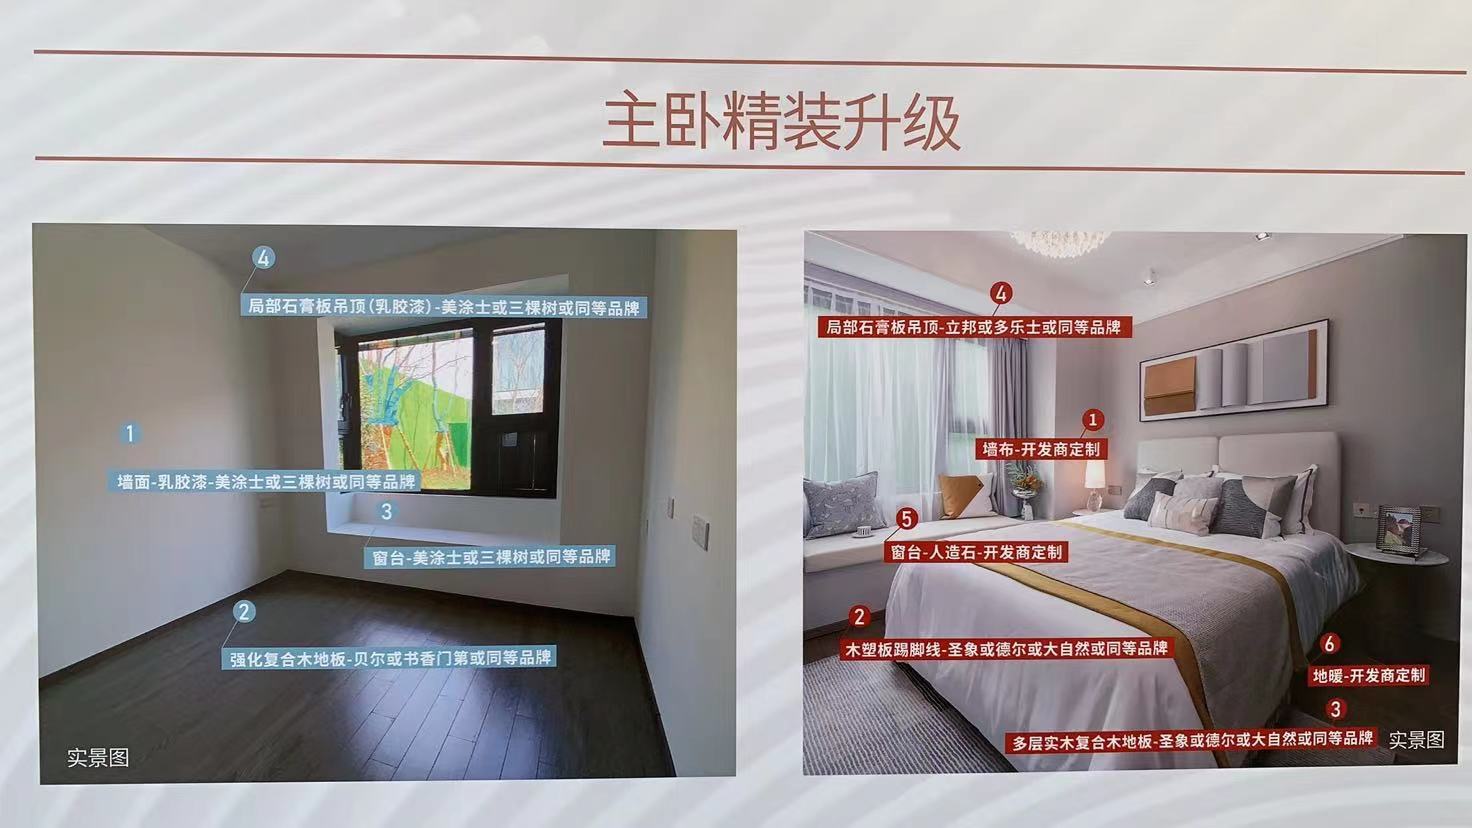 主卧精装升级
4
局部石膏板吊顶(乳胶漆)-美涂士或三棵树或同等品牌
1
墙面-乳胶漆-美涂士或三棵树或同等品牌
3
窗台-美涂士或三棵树或同等品牌
2
强化复合木地板-贝尔或书香门第或同等品牌
实景图
4
局部石膏板吊顶-立邦或多乐士或同等品牌
1
墙布-开发商定制
5
窗台-人造石-开发商定制
2
木塑板踢脚线-圣象或德尔或大自然或同等品牌
6
地暖-开发商定制
3
多层实木复合木地板-圣象或德尔或大自然或同等品牌
实景图